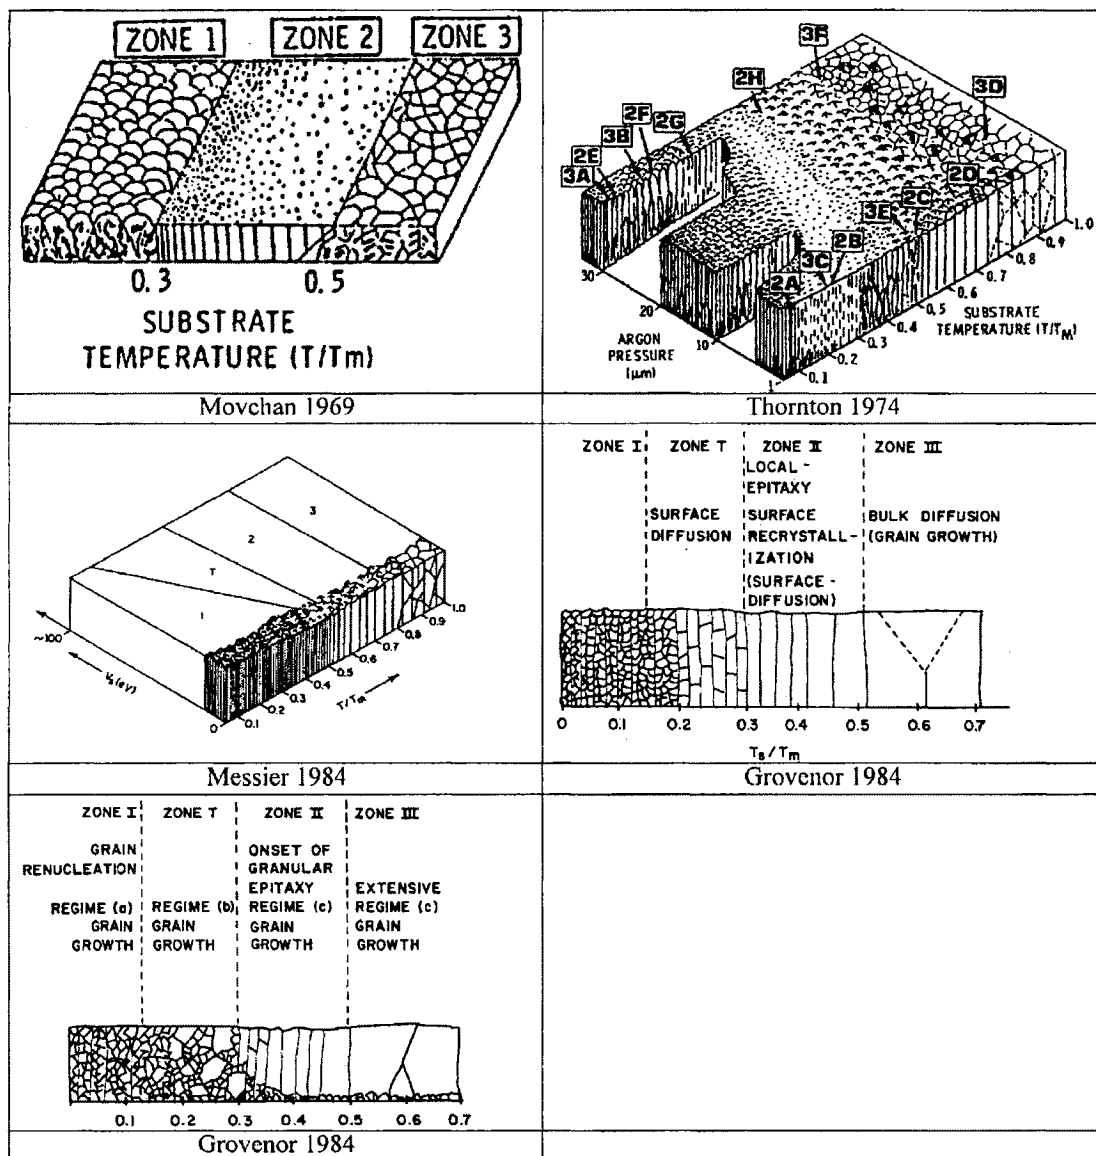 ZONE 1 ZONE 2 ZONE 3
0.3 0.5
SUBSTRATE
TEMPERATURE (T/Tm)
Movchan 1969
3F
2H
3D
2F
3B 2G
2E
3A
2D
2C
3E
2B
3C
2A
30
20
10
1
ARGON
PRESSURE
(μm)
0.1
0.2
0.3
0.4
0.5
0.6
0.7
0.8
0.9
1.0
SUBSTRATE
TEMPERATURE (T/TM)
Thornton 1974
3
2
T
1
~100
Vs (eV)
0
0.1
0.2
0.3
0.4
0.5
0.6
0.7
0.8
0.9
1.0
T/Tm
Messier 1984
ZONE I ZONE T ZONE II ZONE III
LOCAL-
EPITAXY
SURFACE SURFACE BULK DIFFUSION
DIFFUSION RECRYSTALL- (GRAIN GROWTH)
IZATION
(SURFACE-
DIFFUSION)
0 0.1 0.2 0.3 0.4 0.5 0.6 0.7
Ts/Tm
Grovenor 1984
ZONE I ZONE T ZONE II ZONE III
GRAIN ONSET OF
RENUCLEATION GRANULAR
EPITAXY EXTENSIVE
REGIME (a) REGIME (b) REGIME (c) REGIME (c)
GRAIN GRAIN GRAIN GRAIN
GROWTH GROWTH GROWTH GROWTH
0.1 0.2 0.3 0.4 0.5 0.6 0.7
Grovenor 1984